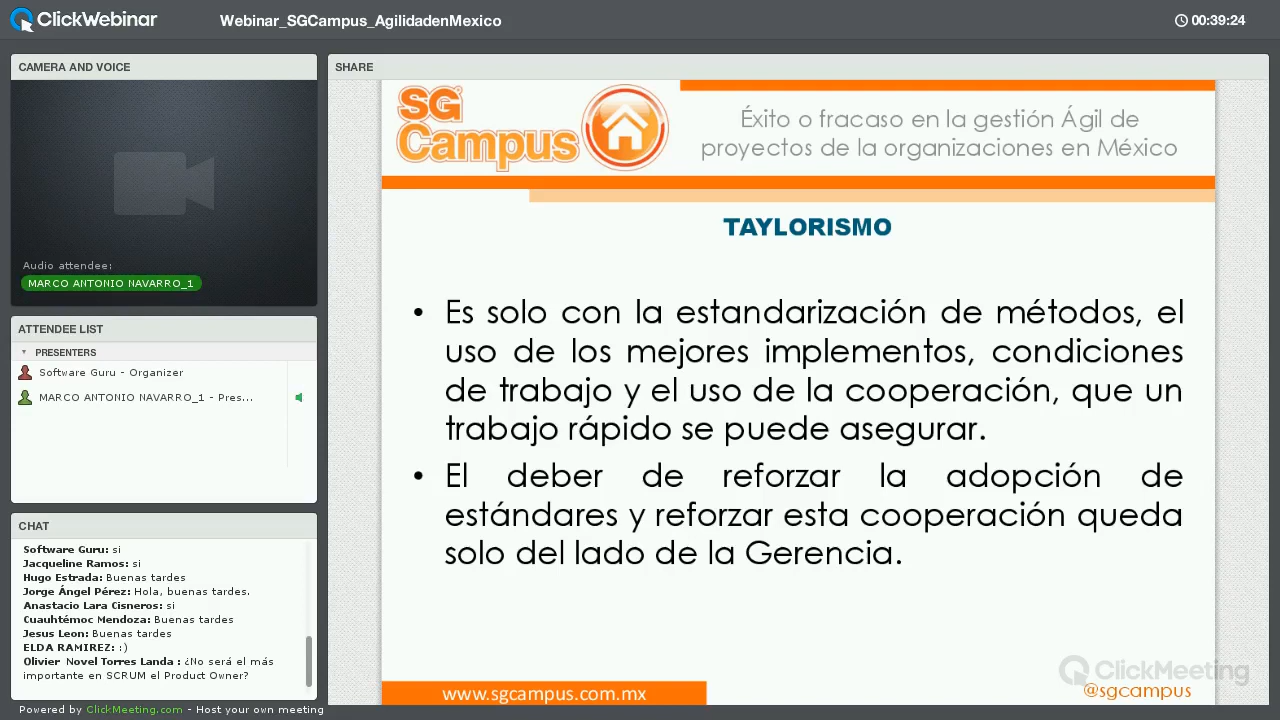 ClickWebinar
Webinar_SGCampus_AgilidadenMexico
00:39:24
CAMERA AND VOICE
Audio attendee:
MARCO ANTONIO NAVARRO_1
ATTENDEE LIST
PRESENTERS
Software Guru - Organizer
MARCO ANTONIO NAVARRO_1 - Pres...
CHAT
Software Guru: si
Jacqueline Ramos: si
Hugo Estrada: Buenas tardes
Jorge Ángel Pérez: Hola, buenas tardes.
Anastacio Lara Cisneros: si
Cuauhtémoc Mendoza: Buenas tardes
Jesus Leon: Buenas tardes
ELDA RAMIREZ: :)
Olivier Novel Torres Landa : ¿No será el más
importante en SCRUM el Product Owner?
Powered by ClickMeeting.com - Host your own meeting
SHARE
SG
Campus
Éxito o fracaso en la gestión Ágil de
proyectos de la organizaciones en México
TAYLORISMO
• Es solo con la estandarización de métodos, el
uso de los mejores implementos, condiciones
de trabajo y el uso de la cooperación, que un
trabajo rápido se puede asegurar.
• El deber de reforzar la adopción de
estándares y reforzar esta cooperación queda
solo del lado de la Gerencia.
www.sgcampus.com.mx
ClickMeeting
@sgcampus